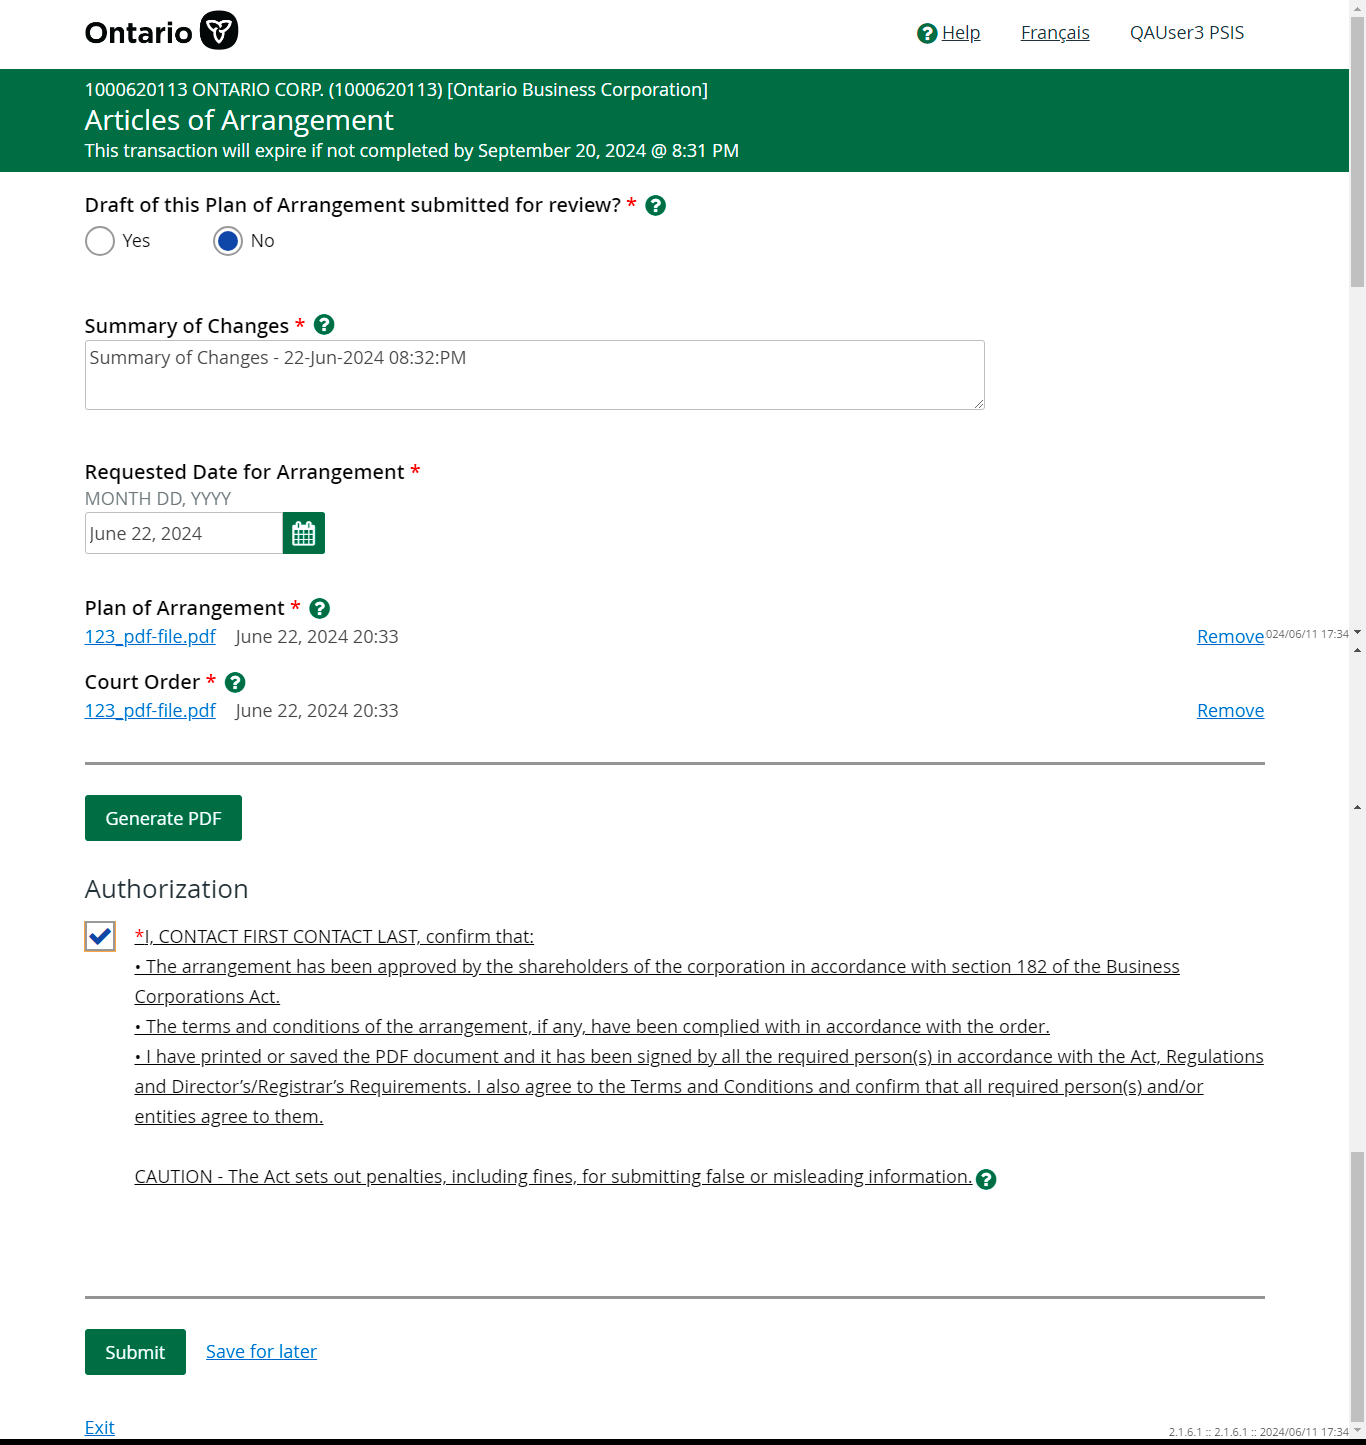 Ontario
Help Français QAUser3 PSIS
1000620113 ONTARIO CORP. (1000620113) [Ontario Business Corporation]
Articles of Arrangement
This transaction will expire if not completed by September 20, 2024 @ 8:31 PM
Draft of this Plan of Arrangement submitted for review? *
Yes No
Summary of Changes *
Summary of Changes - 22-Jun-2024 08:32:PM
Requested Date for Arrangement *
MONTH DD, YYYY
June 22, 2024
Plan of Arrangement *
123_pdf-file.pdf June 22, 2024 20:33 Remove 024/06/11 17:34
Court Order *
123_pdf-file.pdf June 22, 2024 20:33 Remove
Generate PDF
Authorization
*I, CONTACT FIRST CONTACT LAST, confirm that:
• The arrangement has been approved by the shareholders of the corporation in accordance with section 182 of the Business
Corporations Act.
• The terms and conditions of the arrangement, if any, have been complied with in accordance with the order.
• I have printed or saved the PDF document and it has been signed by all the required person(s) in accordance with the Act, Regulations
and Director’s/Registrar’s Requirements. I also agree to the Terms and Conditions and confirm that all required person(s) and/or
entities agree to them.
CAUTION - The Act sets out penalties, including fines, for submitting false or misleading information.
Submit Save for later
Exit
2.1.6.1 :: 2.1.6.1 :: 2024/06/11 17:34